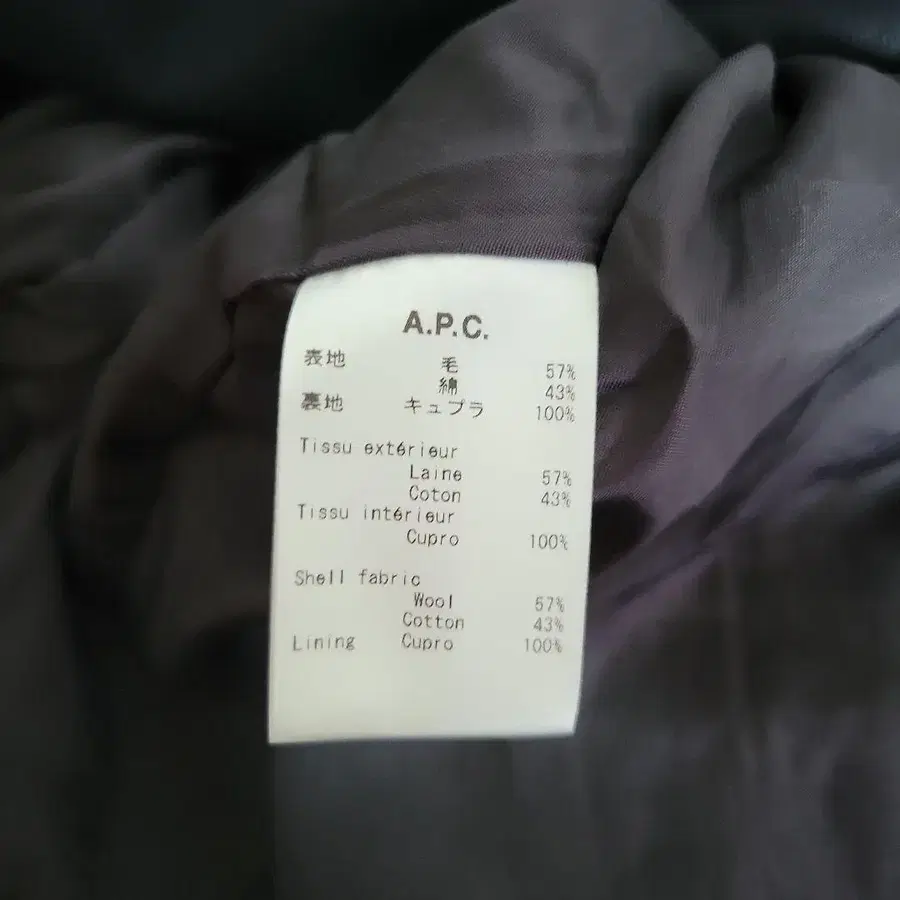 A.P.C.
表地 毛 57%
綿 43%
裏地 キュプラ 100%
Tissu extérieur
Laine 57%
Coton 43%
Tissu intérieur
Cupro 100%
Shell fabric
Wool 57%
Cotton 43%
Lining Cupro 100%